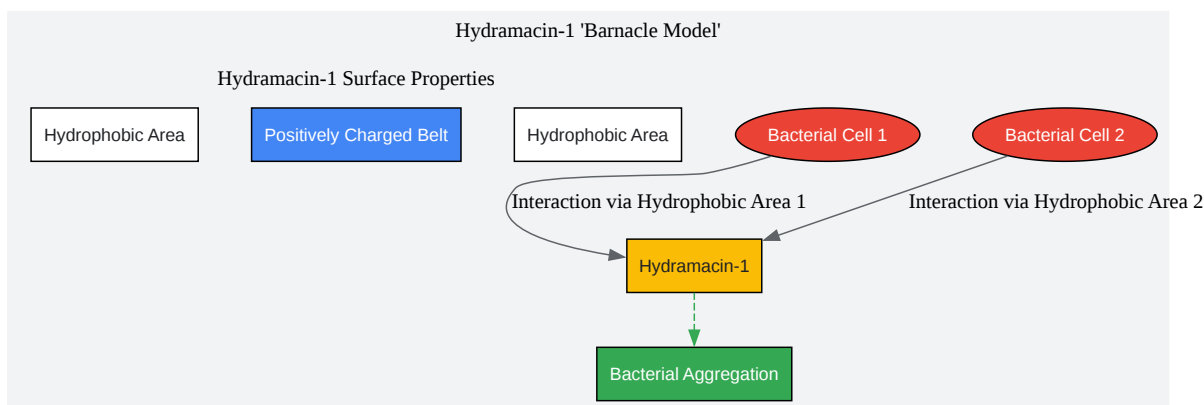 Hydramacin-1 'Barnacle Model'
Hydramacin-1 Surface Properties
Hydrophobic Area
Positively Charged Belt
Hydrophobic Area
Bacterial Cell 1
Bacterial Cell 2
Interaction via Hydrophobic Area 1
Interaction via Hydrophobic Area 2
Hydramacin-1
Bacterial Aggregation